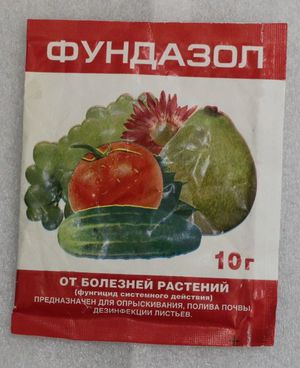 ФУНДАЗОЛ
10г
ОТ БОЛЕЗНЕЙ РАСТЕНИЙ
(фунгицид системного действия)
ПРЕДНАЗНАЧЕН ДЛЯ ОПРЫСКИВАНИЯ, ПОЛИВА ПОЧВЫ,
ДЕЗИНФЕКЦИИ ЛИСТЬЕВ.